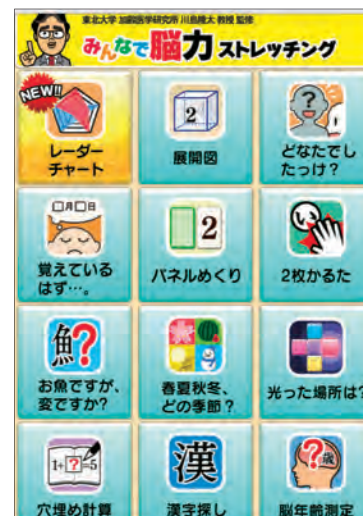 東北大学 加齢医学研究所 川島隆太 教授 監修
みんなで脳力ストレッチング
NEW!!
レーダー
チャート
2
展開図
?
どなたでし
たっけ?
□月□日
覚えている
はず…。
2
パネルめくり
2枚かるた
魚?
お魚ですが、
変ですか?
春夏秋冬、
どの季節?
光った場所は?
1+?=5
穴埋め計算
漢
漢字探し
?歳
脳年齢測定